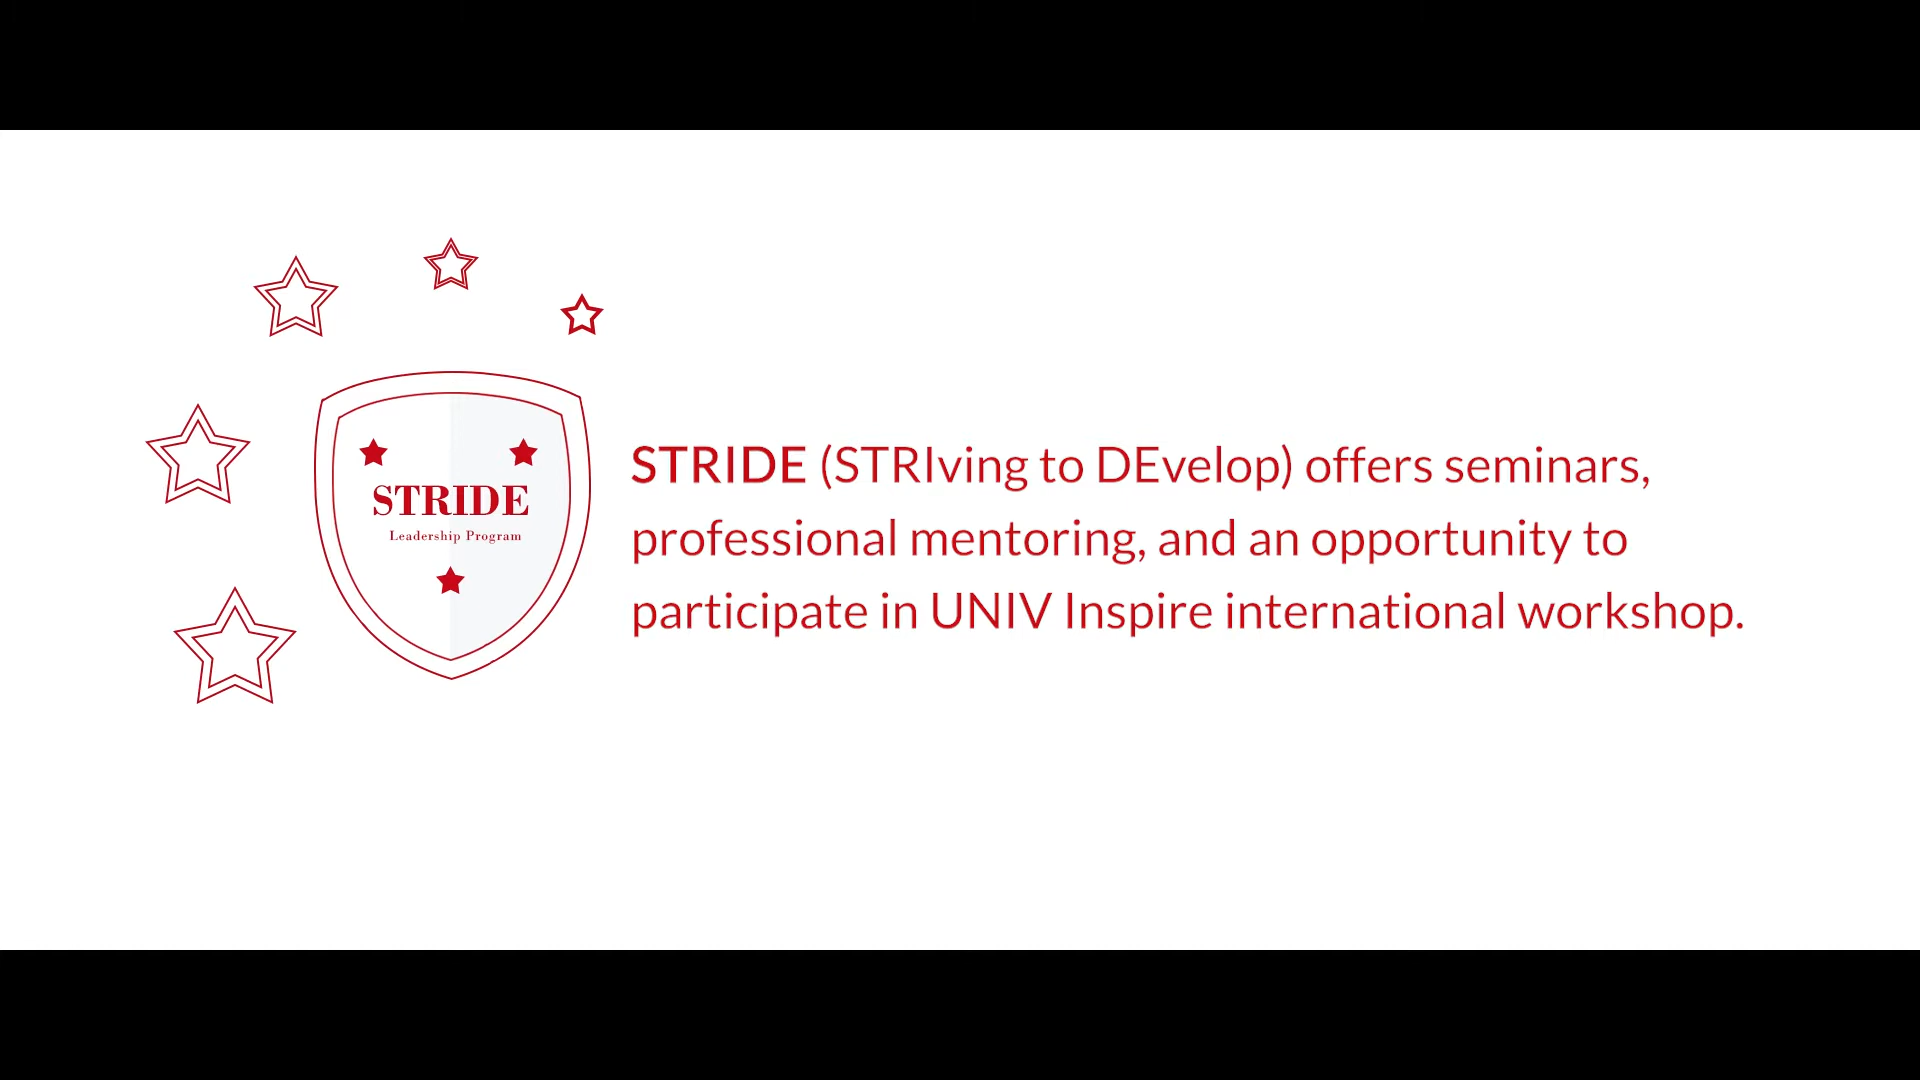 STRIDE
Leadership Program
STRIDE (STRIving to DEvelop) offers seminars,
professional mentoring, and an opportunity to
participate in UNIV Inspire international workshop.